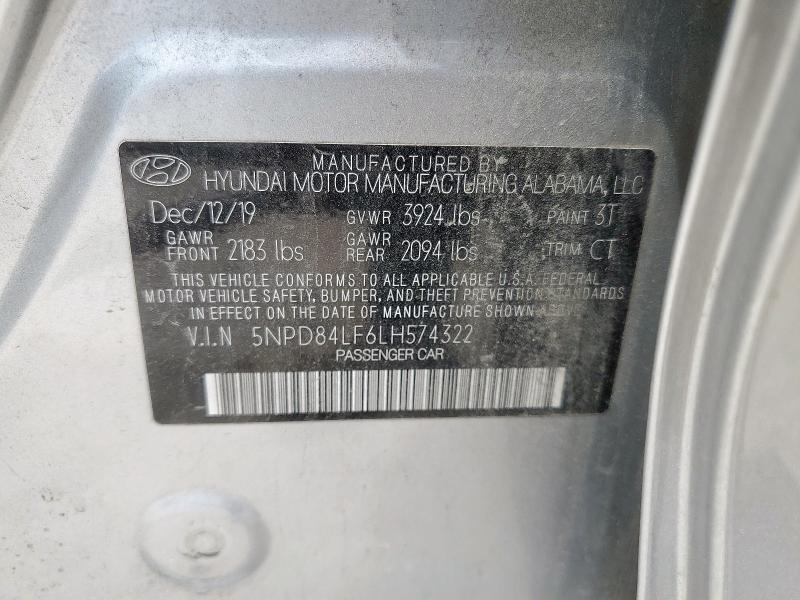 MANUFACTURED BY
HYUNDAI MOTOR MANUFACTURING ALABAMA, LLC
Dec/12/19 GVWR 3924 lbs PAINT 3T
GAWR FRONT 2183 lbs GAWR REAR 2094 lbs TRIM CT
THIS VEHICLE CONFORMS TO ALL APPLICABLE U.S.A. FEDERAL
MOTOR VEHICLE SAFETY, BUMPER, AND THEFT PREVENTION STANDARDS
IN EFFECT ON THE DATE OF MANUFACTURE SHOWN ABOVE.
V.I.N 5NPD84LF6LH574322
PASSENGER CAR